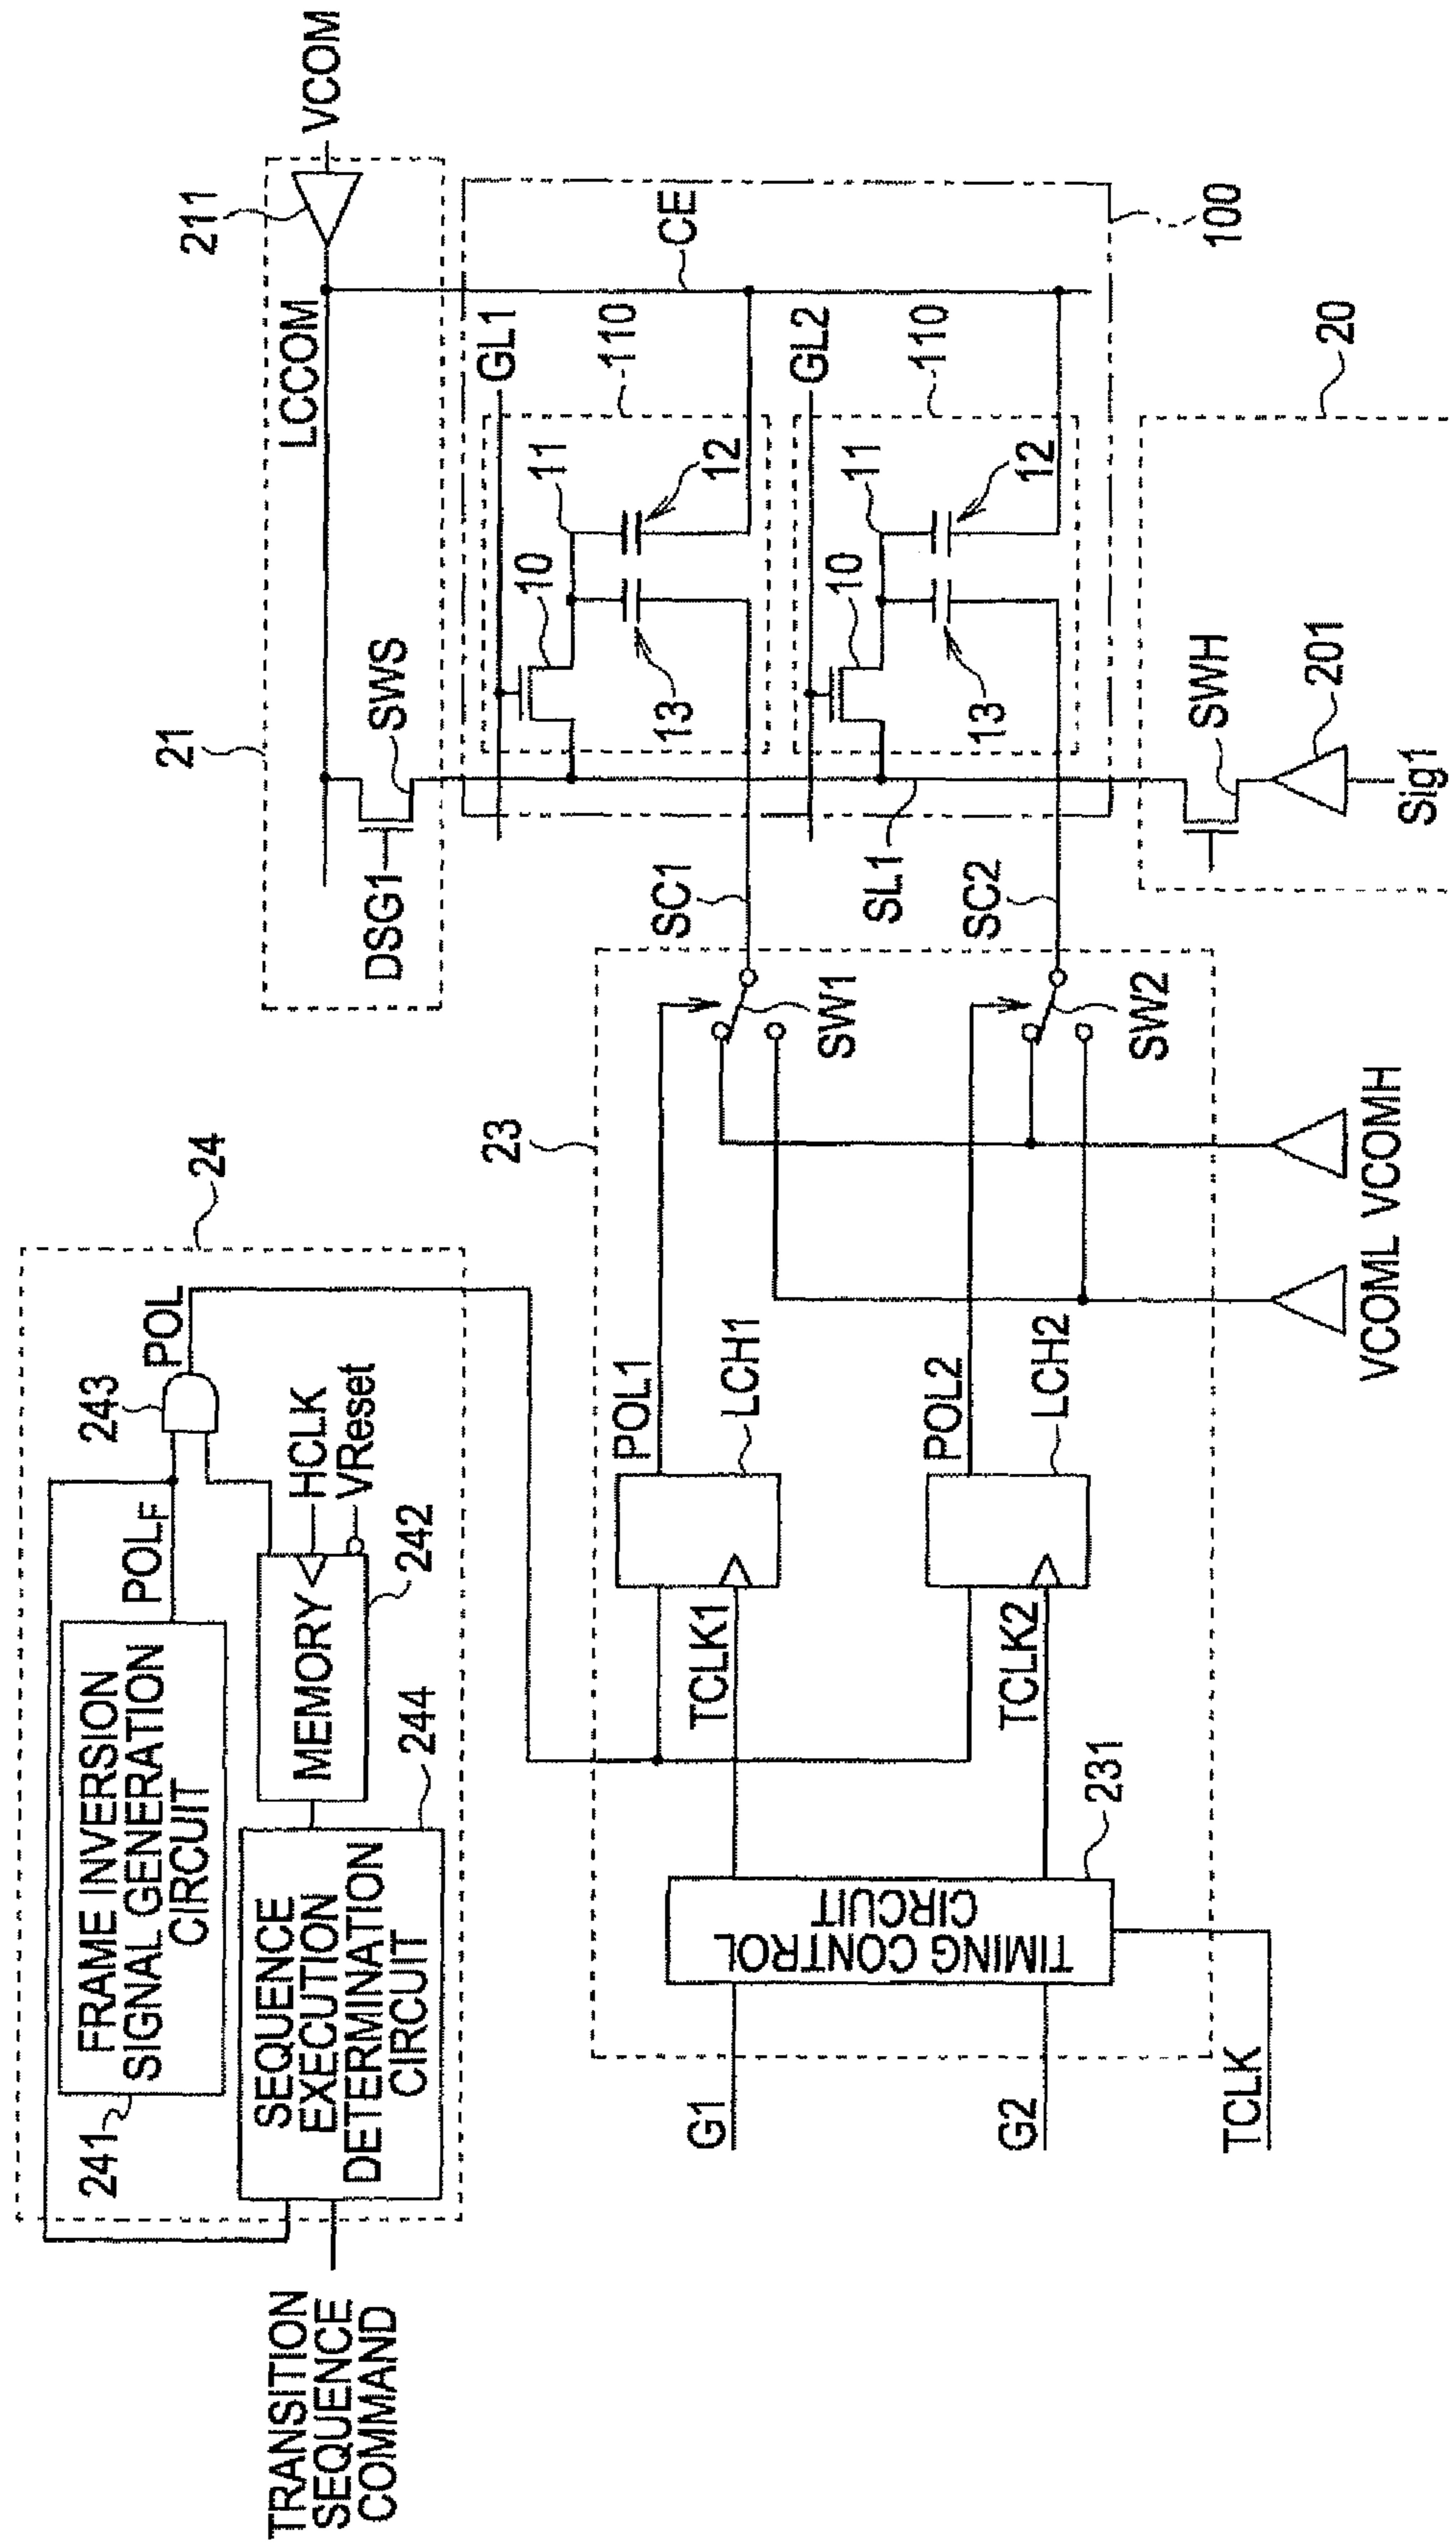 TRANSITION
SEQUENCE
COMMAND
241
FRAME INVERSION
SIGNAL GENERATION
CIRCUIT
SEQUENCE
EXECUTION
DETERMINATION
CIRCUIT
244
MEMORY
242
POLF
HCLK
VReset
243
POL
24
G1
G2
TCLK
TIMING CONTROL
CIRCUIT
231
TCLK1
TCLK2
POL1
LCH1
POL2
LCH2
23
SW1
SW2
VCOML
VCOMH
SC1
SC2
SL1
21
DSG1
SWS
LCCOM
211
VCOM
GL1
GL2
10
11
12
13
110
10
11
12
13
110
CE
100
SWH
201
Sig1
20